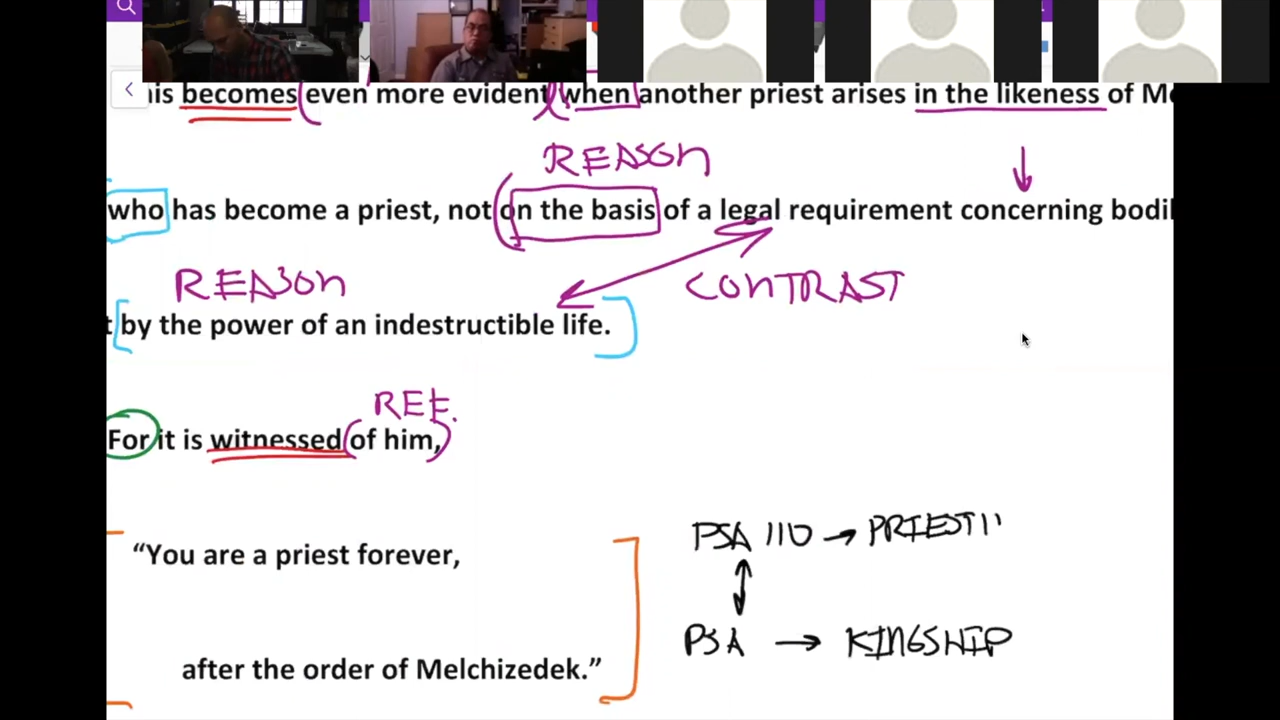 is becomes (even more evident) (when another priest arises in the likeness of M
REASON
who has become a priest, not (on the basis of a legal requirement concerning bodil
REASON CONTRAST
t [by the power of an indestructible life.]
REF.
For it is witnessed (of him,)
PSA 110 → PRIEST
“You are a priest forever,
PSA → KINGSHIP
after the order of Melchizedek.”